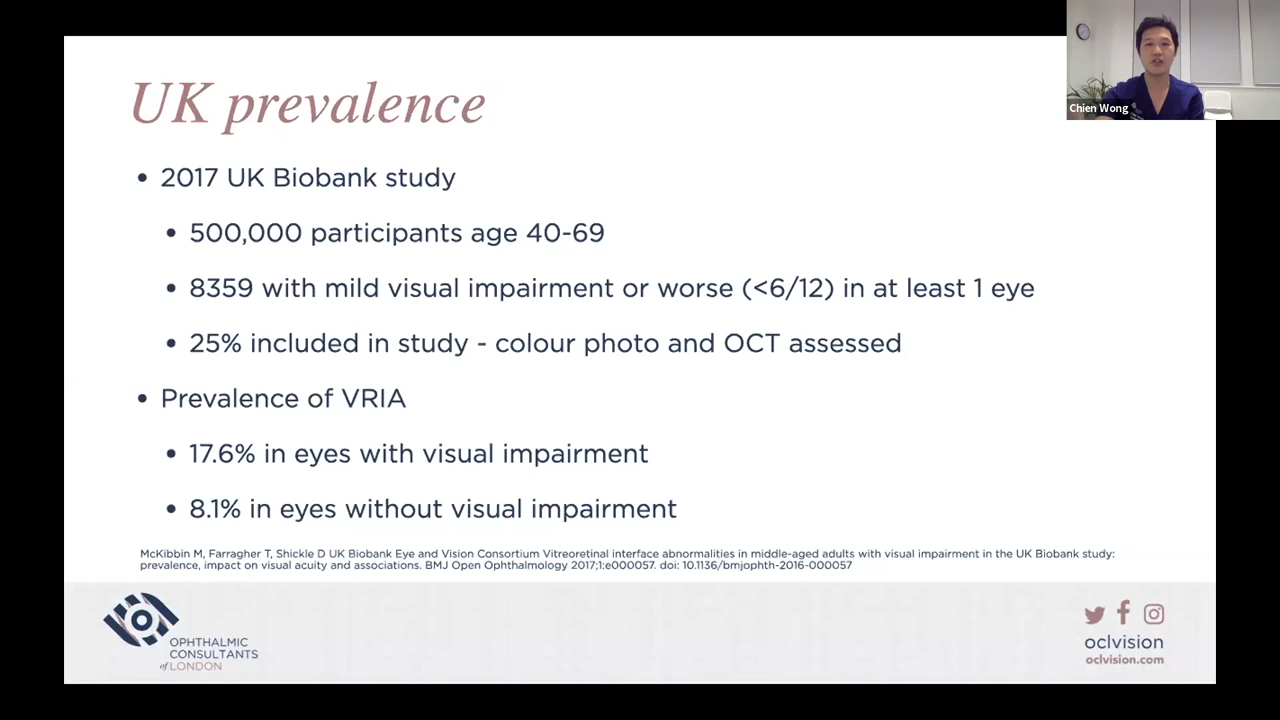 UK prevalence
• 2017 UK Biobank study
• 500,000 participants age 40-69
• 8359 with mild visual impairment or worse (<6/12) in at least 1 eye
• 25% included in study - colour photo and OCT assessed
• Prevalence of VRIA
• 17.6% in eyes with visual impairment
• 8.1% in eyes without visual impairment
McKibbin M, Farragher T, Shickle D UK Biobank Eye and Vision Consortium Vitreoretinal interface abnormalities in middle-aged adults with visual impairment in the UK Biobank study:
prevalence, impact on visual acuity and associations. BMJ Open Ophthalmology 2017;1:e000057. doi: 10.1136/bmjophth-2016-000057
OPHTHALMIC
CONSULTANTS
of LONDON
oclvision
oclvision.com
Chien Wong